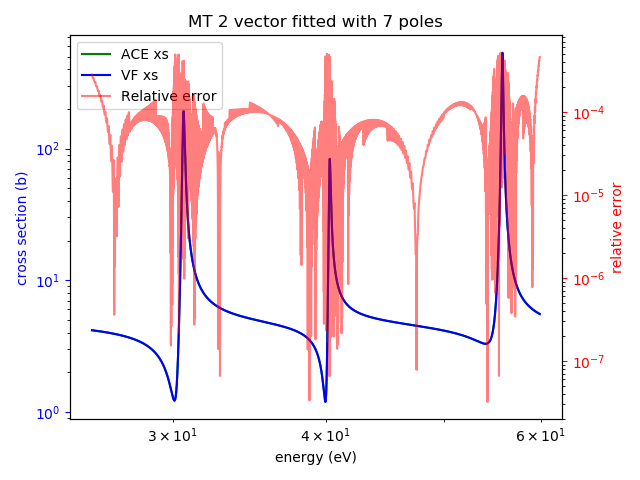 MT 2 vector fitted with 7 poles
ACE xs
VF xs
Relative error
cross section (b)
10²
10¹
10⁰
relative error
10⁻⁴
10⁻⁵
10⁻⁶
10⁻⁷
3 × 10¹
4 × 10¹
6 × 10¹
energy (eV)